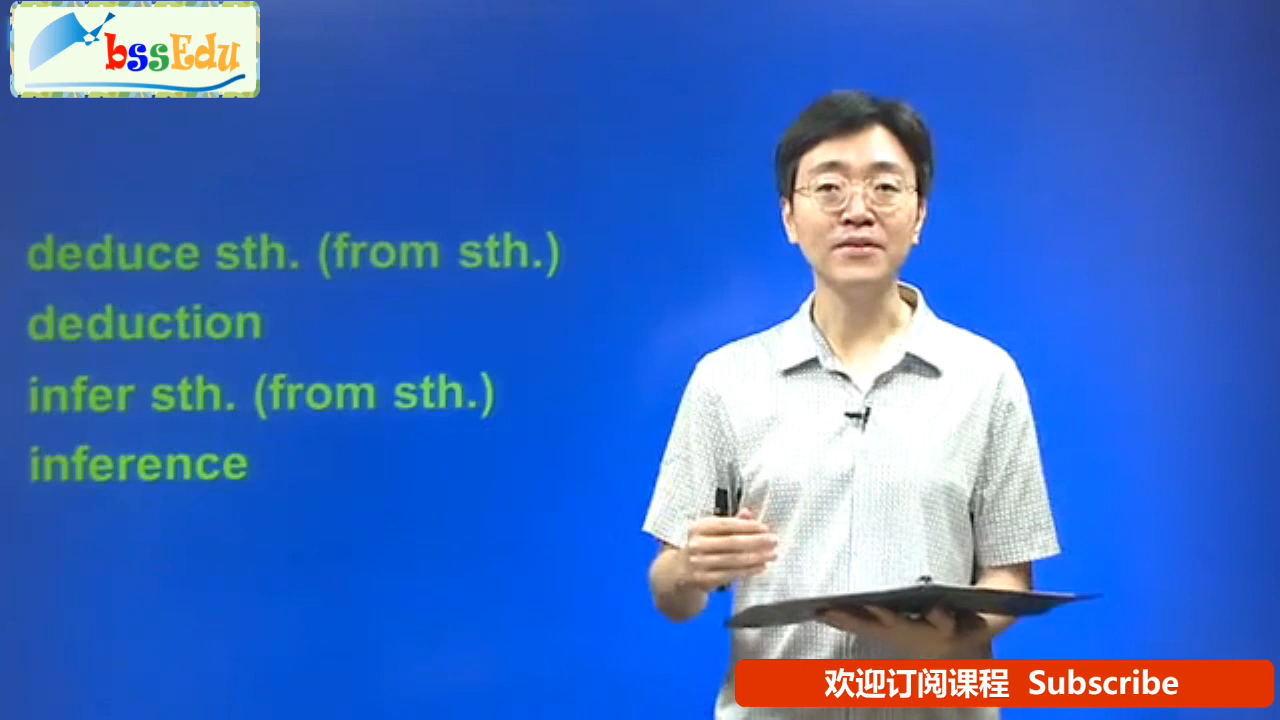 bssEdu
deduce sth. (from sth.)
deduction
infer sth. (from sth.)
inference
欢迎订阅课程 Subscribe